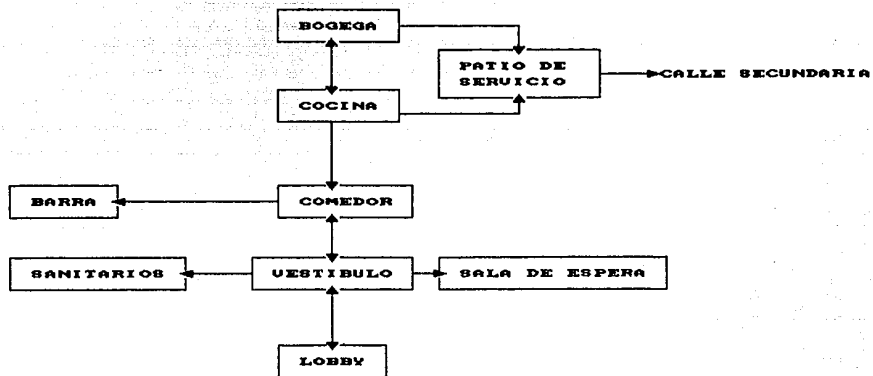 BOGEGA
PATIO DE
SERVICIO
CALLE SECUNDARIA
COCINA
BARRA
COMEDOR
SANITARIOS
VESTIBULO
SALA DE ESPERA
LOBBY